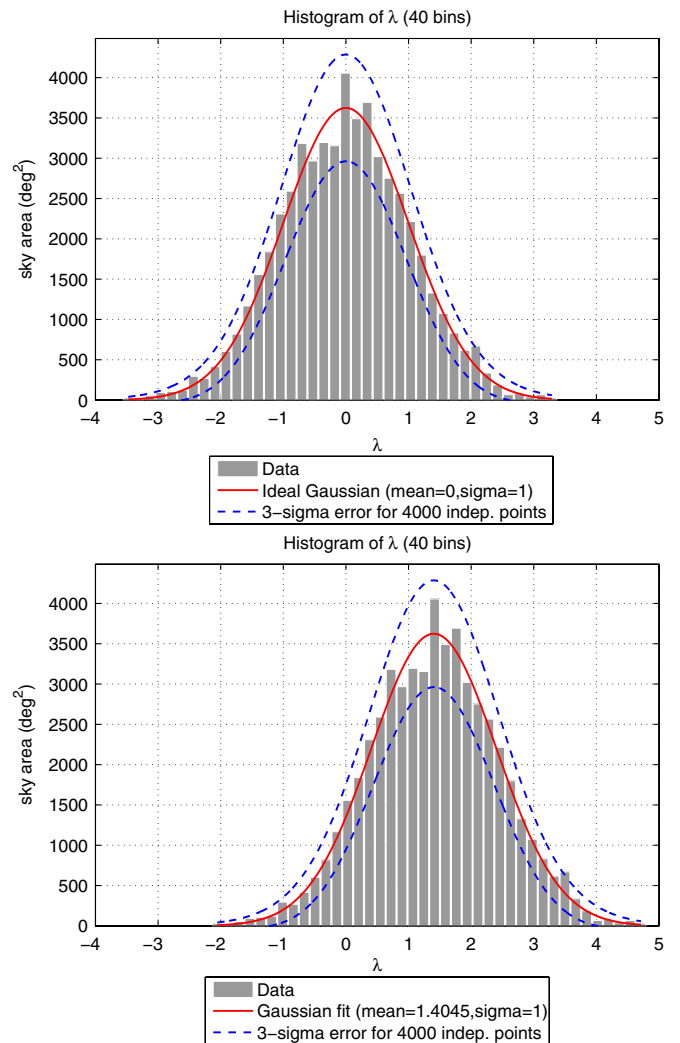 Histogram of λ (40 bins)
4000
3500
3000
2500
2000
1500
1000
500
0
sky area (deg²)
−4 −3 −2 −1 0 1 2 3 4 5
λ
Data
Ideal Gaussian (mean=0,sigma=1)
3-sigma error for 4000 indep. points
Histogram of λ (40 bins)
4000
3500
3000
2500
2000
1500
1000
500
0
sky area (deg²)
−4 −3 −2 −1 0 1 2 3 4 5
λ
Data
Gaussian fit (mean=1.4045,sigma=1)
3-sigma error for 4000 indep. points